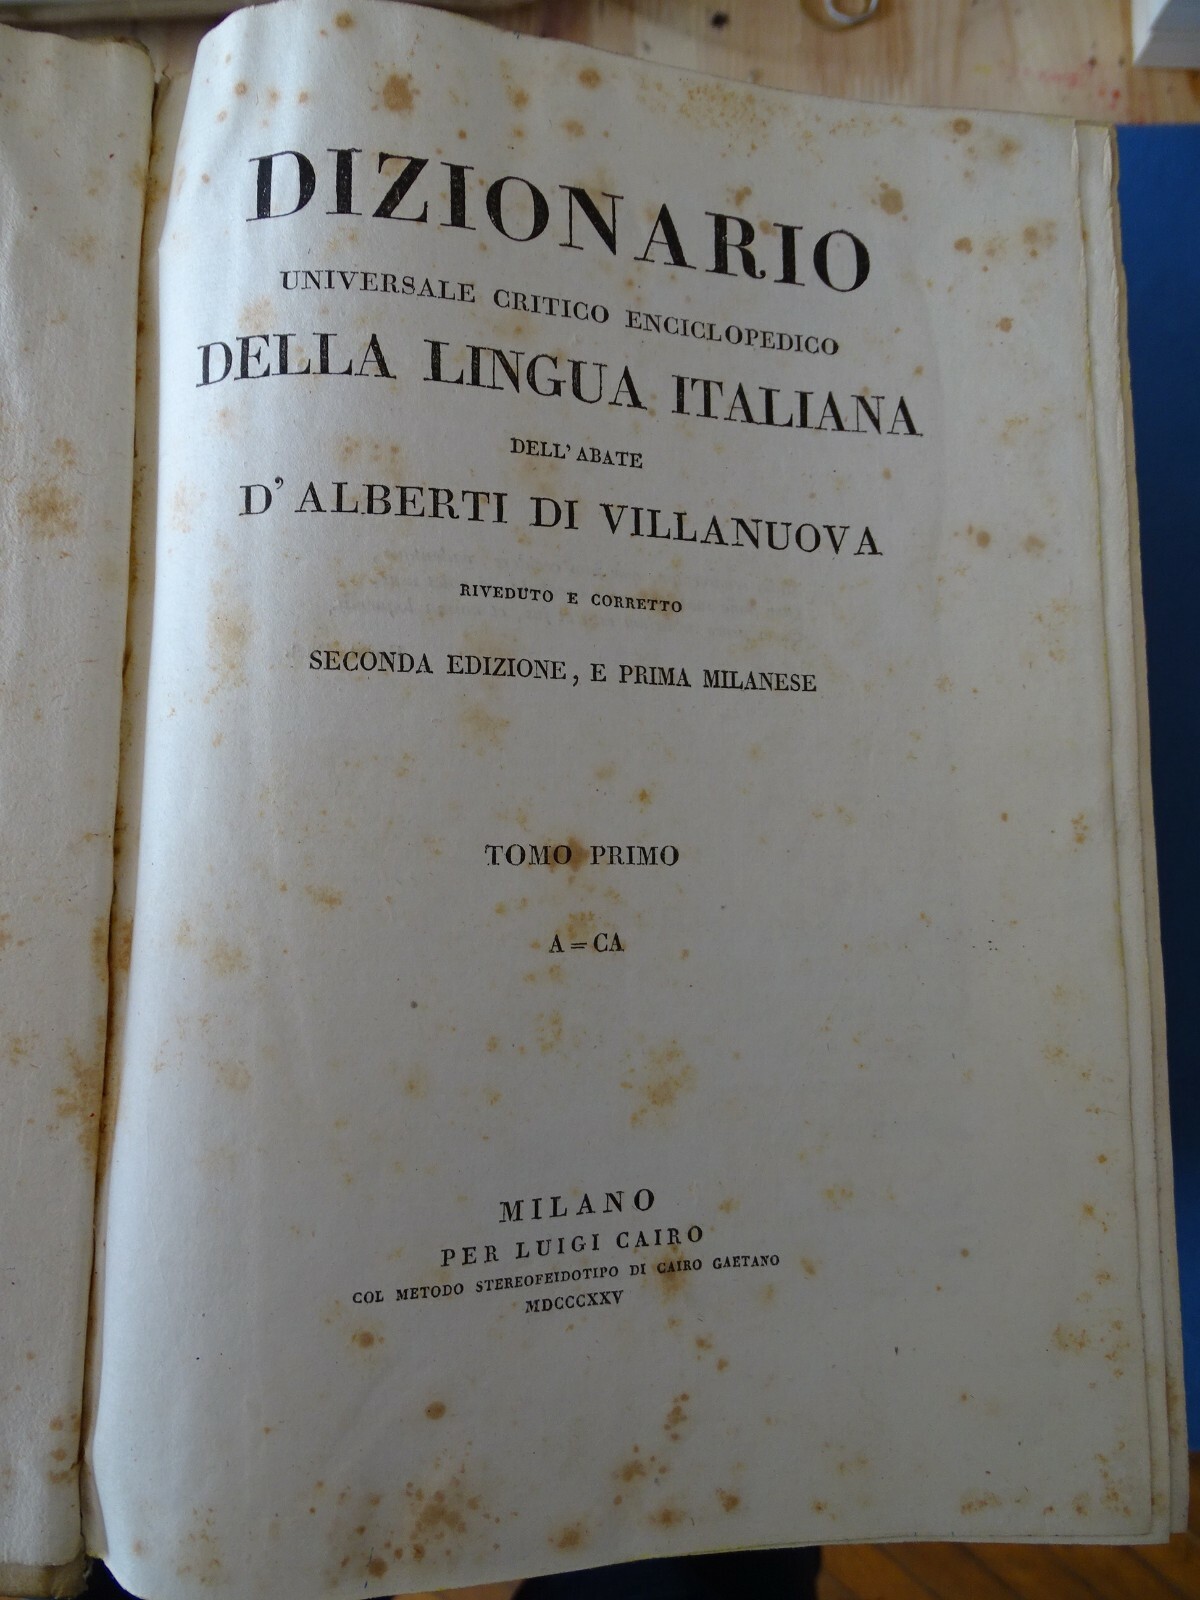 DIZIONARIO
UNIVERSALE CRITICO ENCICLOPEDICO
DELLA LINGUA ITALIANA
DELL' ABATE
D' ALBERTI DI VILLANUOVA
RIVEDUTO E CORRETTO
SECONDA EDIZIONE, E PRIMA MILANESE
TOMO PRIMO
A = CA
MILANO
PER LUIGI CAIRO
COL METODO STEREOFEIDOTIPO DI CAIRO GAETANO
MDCCCXXV